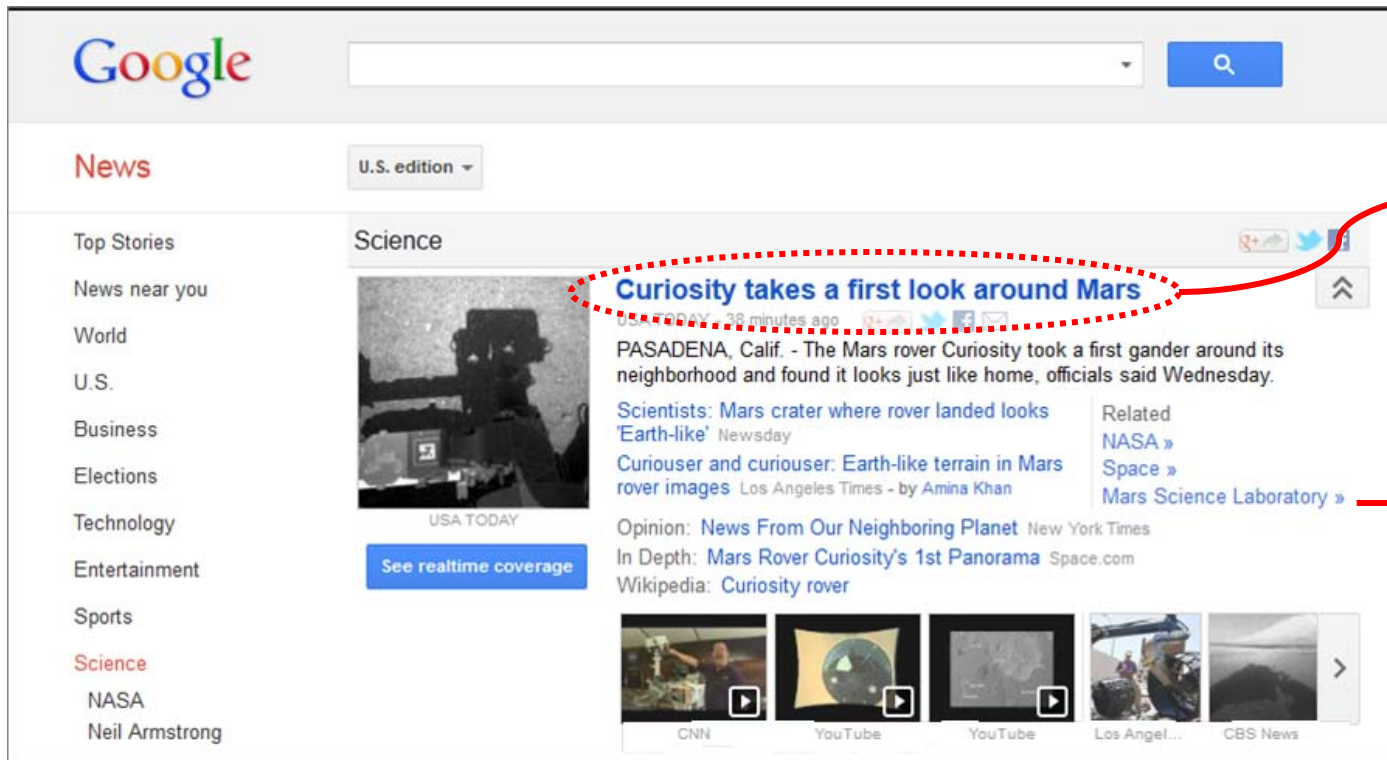 Google
News
U.S. edition
Top Stories
News near you
World
U.S.
Business
Elections
Technology
Entertainment
Sports
Science
NASA
Neil Armstrong
Science
g+
Curiosity takes a first look around Mars
USA TODAY - 38 minutes ago
g+
PASADENA, Calif. - The Mars rover Curiosity took a first gander around its
neighborhood and found it looks just like home, officials said Wednesday.
Scientists: Mars crater where rover landed looks
'Earth-like' Newsday
Curiouser and curiouser: Earth-like terrain in Mars
rover images Los Angeles Times - by Amina Khan
Related
NASA »
Space »
Mars Science Laboratory »
Opinion: News From Our Neighboring Planet New York Times
In Depth: Mars Rover Curiosity's 1st Panorama Space.com
Wikipedia: Curiosity rover
USA TODAY
See realtime coverage
CNN
YouTube
YouTube
Los Angel...
CBS News